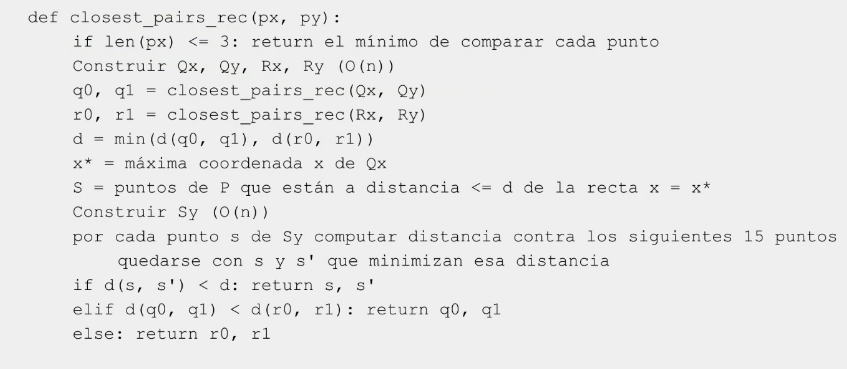 def closest_pairs_rec(px, py):
    if len(px) <= 3: return el mínimo de comparar cada punto
    Construir Qx, Qy, Rx, Ry (O(n))
    q0, q1 = closest_pairs_rec(Qx, Qy)
    r0, r1 = closest_pairs_rec(Rx, Ry)
    d = min(d(q0, q1), d(r0, r1))
    x* = máxima coordenada x de Qx
    S = puntos de P que están a distancia <= d de la recta x = x*
    Construir Sy (O(n))
    por cada punto s de Sy computar distancia contra los siguientes 15 puntos
        quedarse con s y s' que minimizan esa distancia
    if d(s, s') < d: return s, s'
    elif d(q0, q1) < d(r0, r1): return q0, q1
    else: return r0, r1